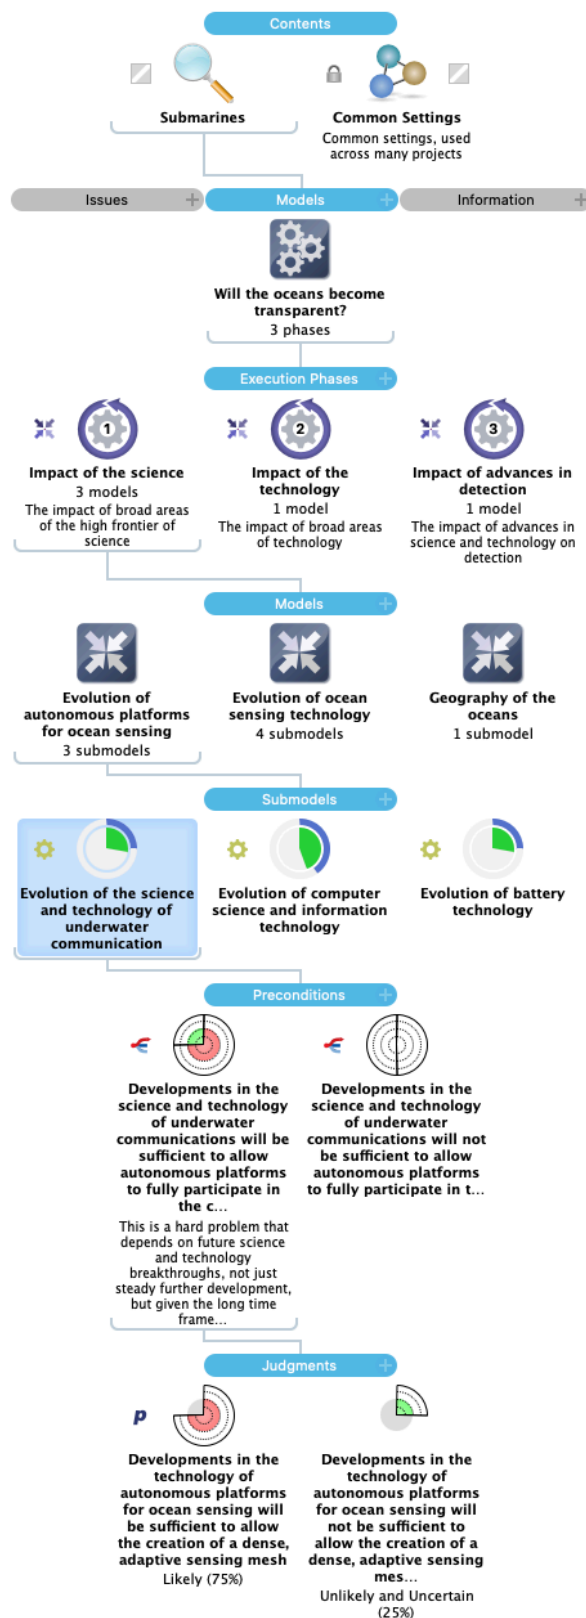 Contents
Submarines
Common Settings
Common settings, used
across many projects
Issues
Models
Information
Will the oceans become
transparent?
3 phases
Execution Phases
1
2
3
Impact of the science
3 models
The impact of broad areas
of the high frontier of
science
Impact of the
technology
1 model
The impact of broad areas
of technology
Impact of advances in
detection
1 model
The impact of advances in
science and technology on
detection
Models
Evolution of
autonomous platforms
for ocean sensing
3 submodels
Evolution of ocean
sensing technology
4 submodels
Geography of the
oceans
1 submodel
Submodels
Evolution of the science
and technology of
underwater
communication
Evolution of computer
science and information
technology
Evolution of battery
technology
Preconditions
Developments in the
science and technology
of underwater
communications will be
sufficient to allow
autonomous platforms
to fully participate in
the c...
This is a hard problem that
depends on future science
and technology
breakthroughs, not just
steady further development,
but given the long time
frame...
Developments in the
science and technology
of underwater
communications will not
be sufficient to allow
autonomous platforms
to fully participate in t...
Judgments
p
Developments in the
technology of
autonomous platforms
for ocean sensing will
be sufficient to allow
the creation of a dense,
adaptive sensing mesh
Likely (75%)
Developments in the
technology of
autonomous platforms
for ocean sensing will
not be sufficient to
allow the creation of a
dense, adaptive sensing
mes...
Unlikely and Uncertain
(25%)